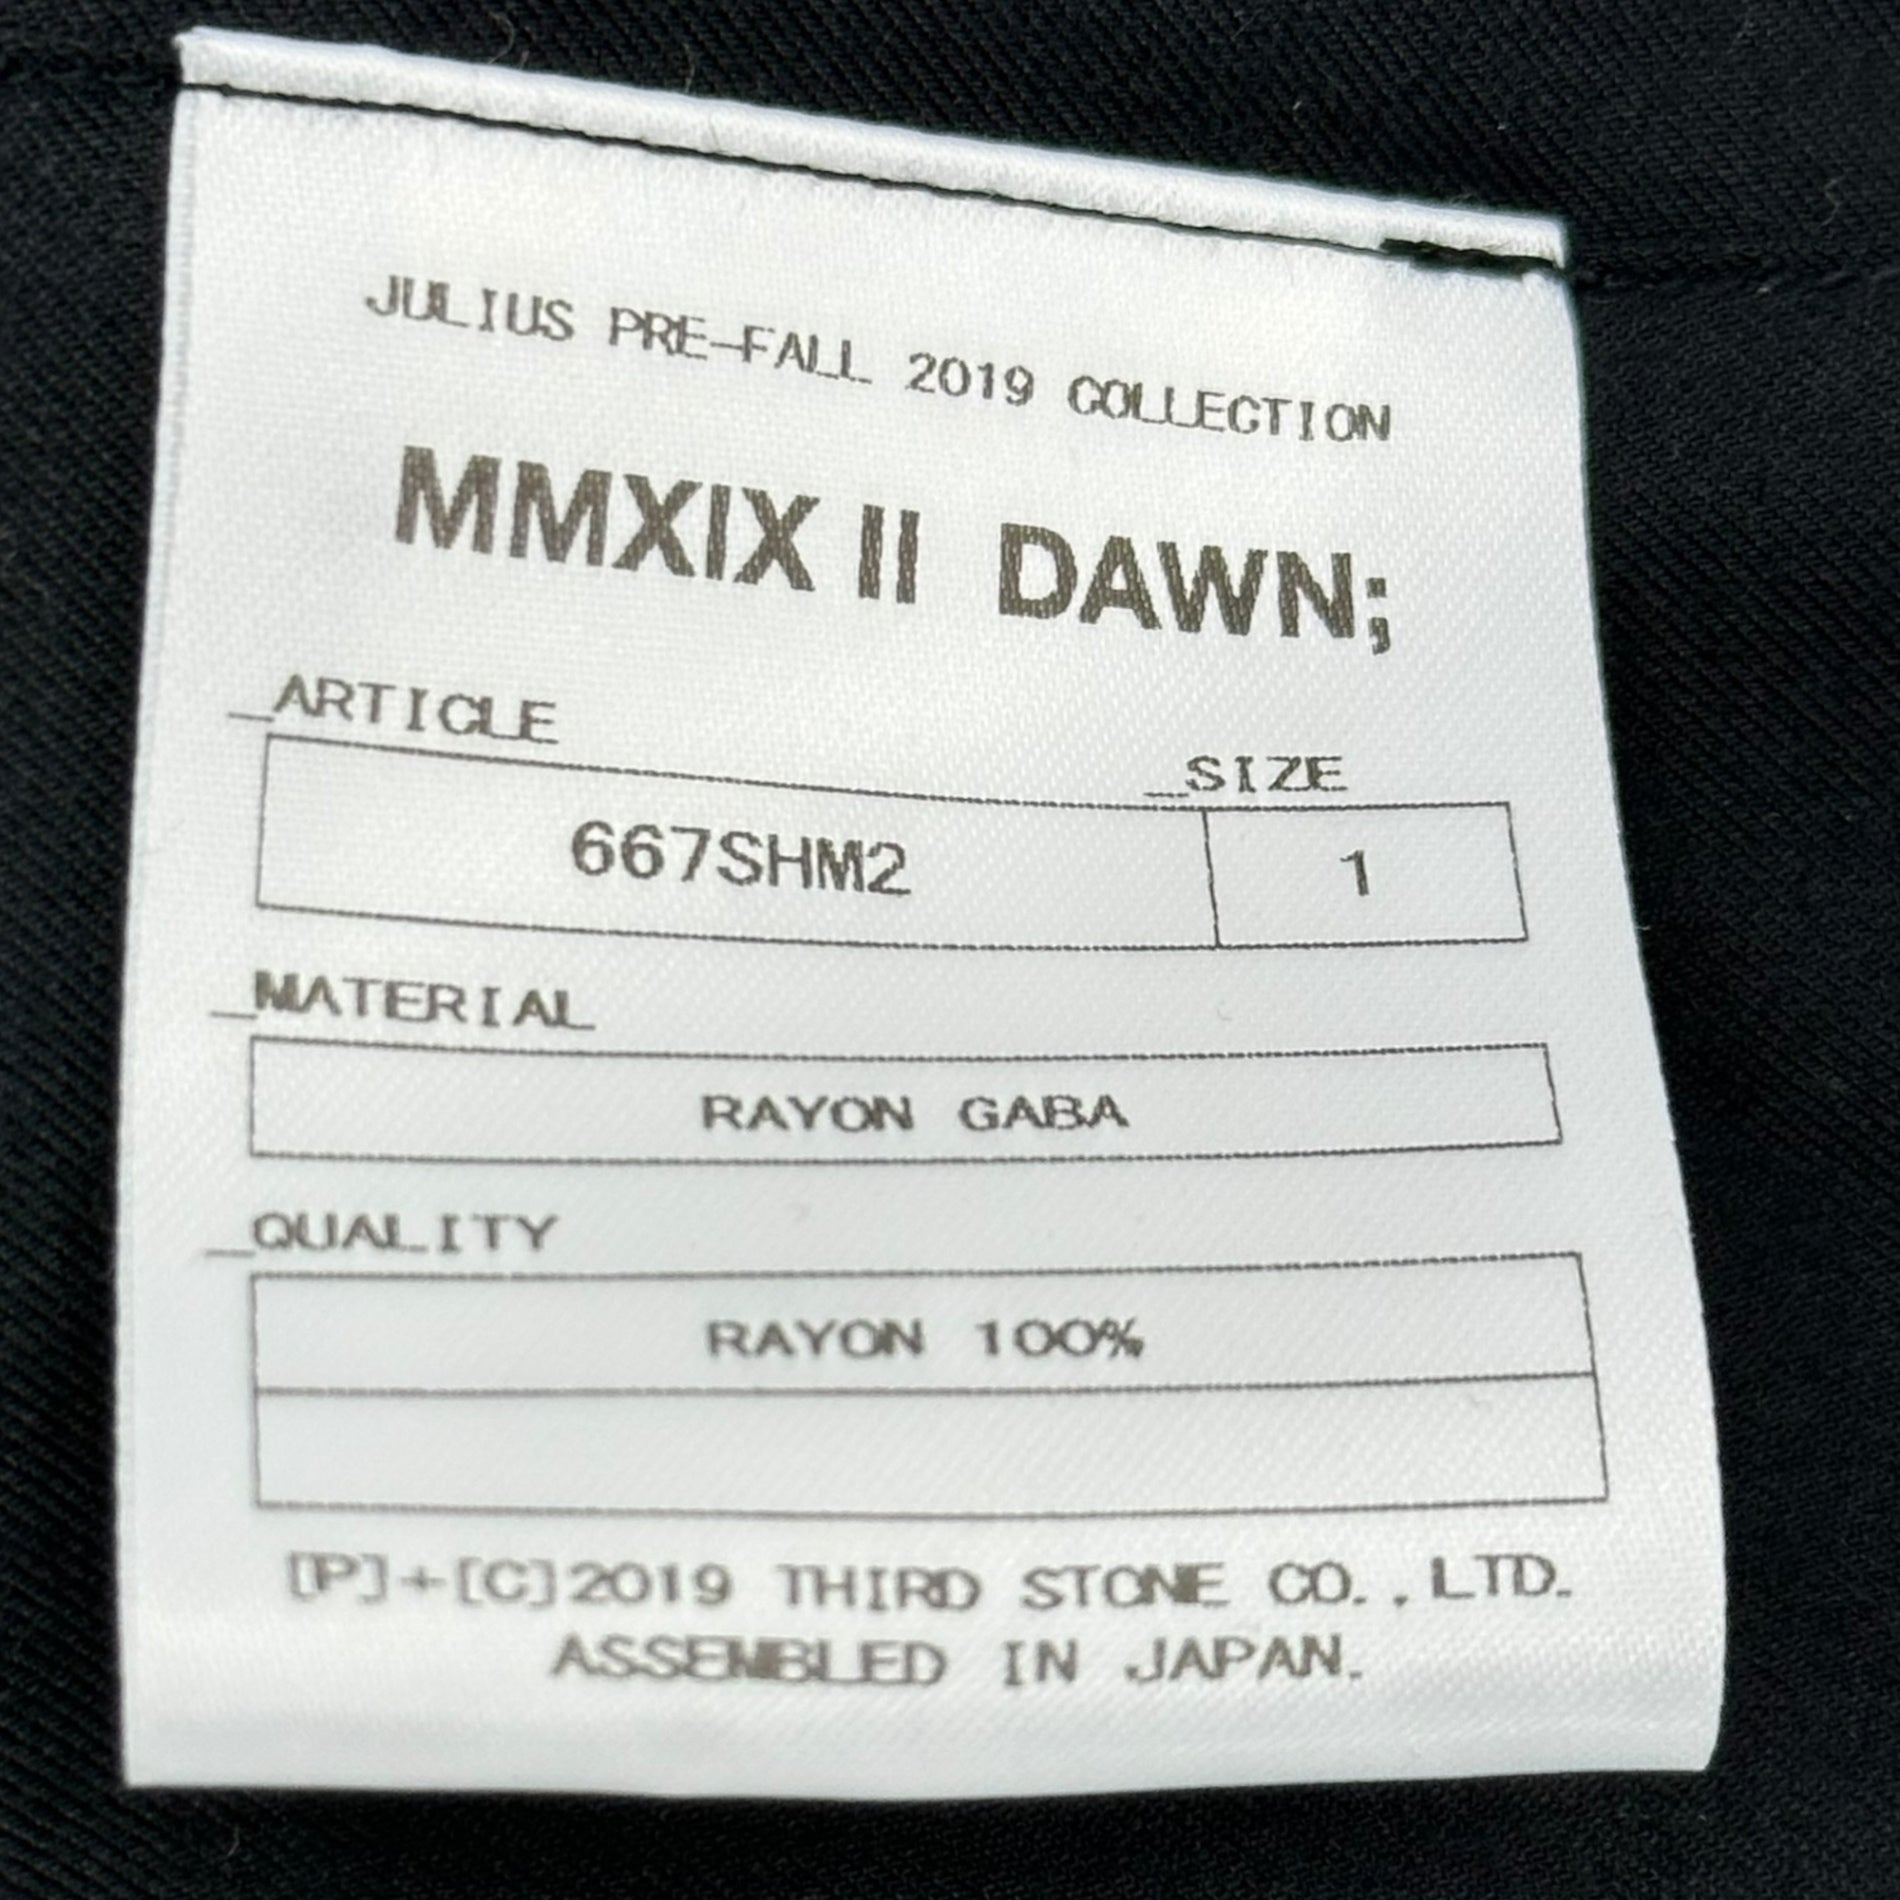 JULIUS PRE-FALL 2019 COLLECTION
MMXIX II DAWN;
_ARTICLE
_SIZE
667SHM2 1
_MATERIAL
RAYON GABA
_QUALITY
RAYON 100%
[P]+[C]2019 THIRD STONE CO.,LTD.
ASSEMBLED IN JAPAN.